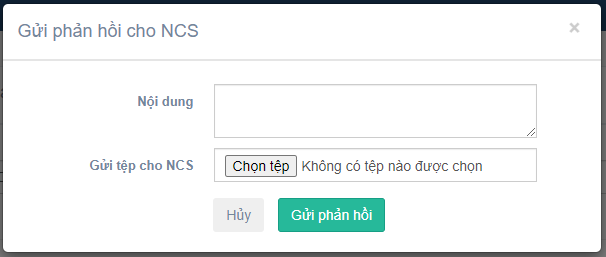 Gửi phản hồi cho NCS ×
Nội dung
Gửi tệp cho NCS Chọn tệp Không có tệp nào được chọn
Hủy Gửi phản hồi